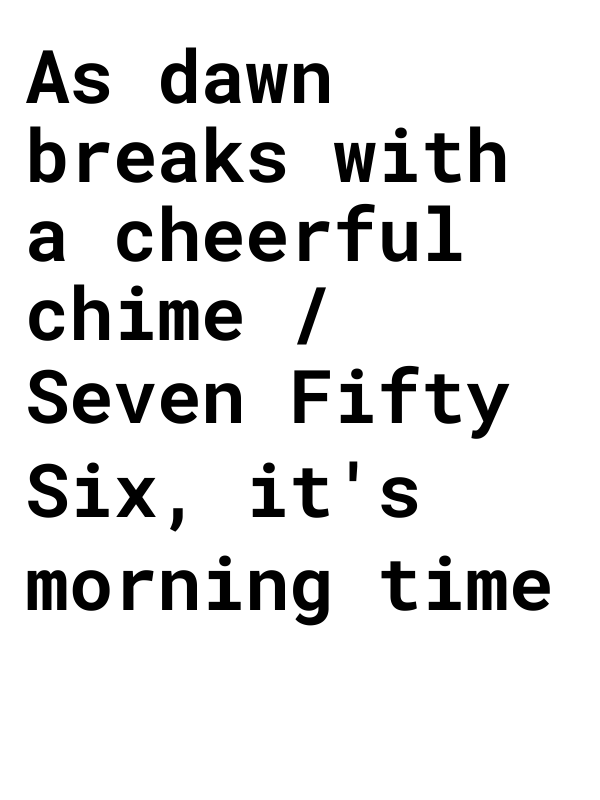 As dawn
breaks with
a cheerful
chime /
Seven Fifty
Six, it's
morning time